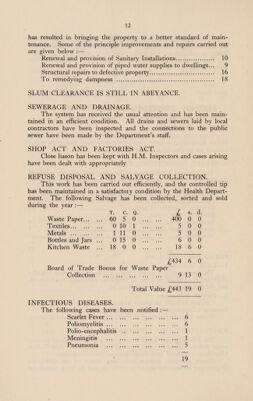 12
has resulted in bringing the property to a better standard of main-
tenance. Some of the principle improvements and repairs carried out
are given below :—
Renewal and provision of Sanitary Installations.................. 10
Renewal and provision of piped water supplies to dwellings... 9
Structural repairs to defective property........................... 16
To remedying dampness .......................................... 18
SLUM CLEARANCE IS STILL IN ABEYANCE.
SEWERAGE AND DRAINAGE.
The system has received the usual attention and has been main-
tained in an efficient condition. All drains and sewers laid by local
contractors have been inspected and the connections to the public
sewer have been made by the Department's staff.
SHOP ACT AND FACTORIES ACT.
Close liason has been kept with H.M. Inspectors and cases arising
have been dealt with appropriately
REFUSE DISPOSAL AND SALVAGE COLLECTION.
This work has been carried out efficiently, and the controlled tip
has been maintained in a satisfactory condition by the Health Depart-
ment. The following Salvage has been collected, sorted and sold
during the year :—
T. C. Q. £ s. d.
Waste Paper... ... 60 5 0 ... ... 400 0 0
Textiles... ... ... 0 10 1 ... ... 5 0 0
Metals ... ... ... 1 11 0 ... ... 5 0 0
Bottles and Jars ... 0 15 0 ... ... 6 0 0
Kitchen Waste ... 18 0 0 ... ... 18 6 0
£434 6 0
Board of Trade Bonus for Waste Paper
Collection ... ... ... ... ... ... 9 13 0
Total Value £443 19 0
INFECTIOUS DISEASES.
The following cases have been notified :—
Scarlet Fever ... ... ... ... ... 6
Poliomyelitis ... ... ... ... ... 6
Polio-encephalitis ... ... ... ... 1
Meningitis ... ... ... ... ... 1
Pneumonia ... ... ... ... ... 5
19